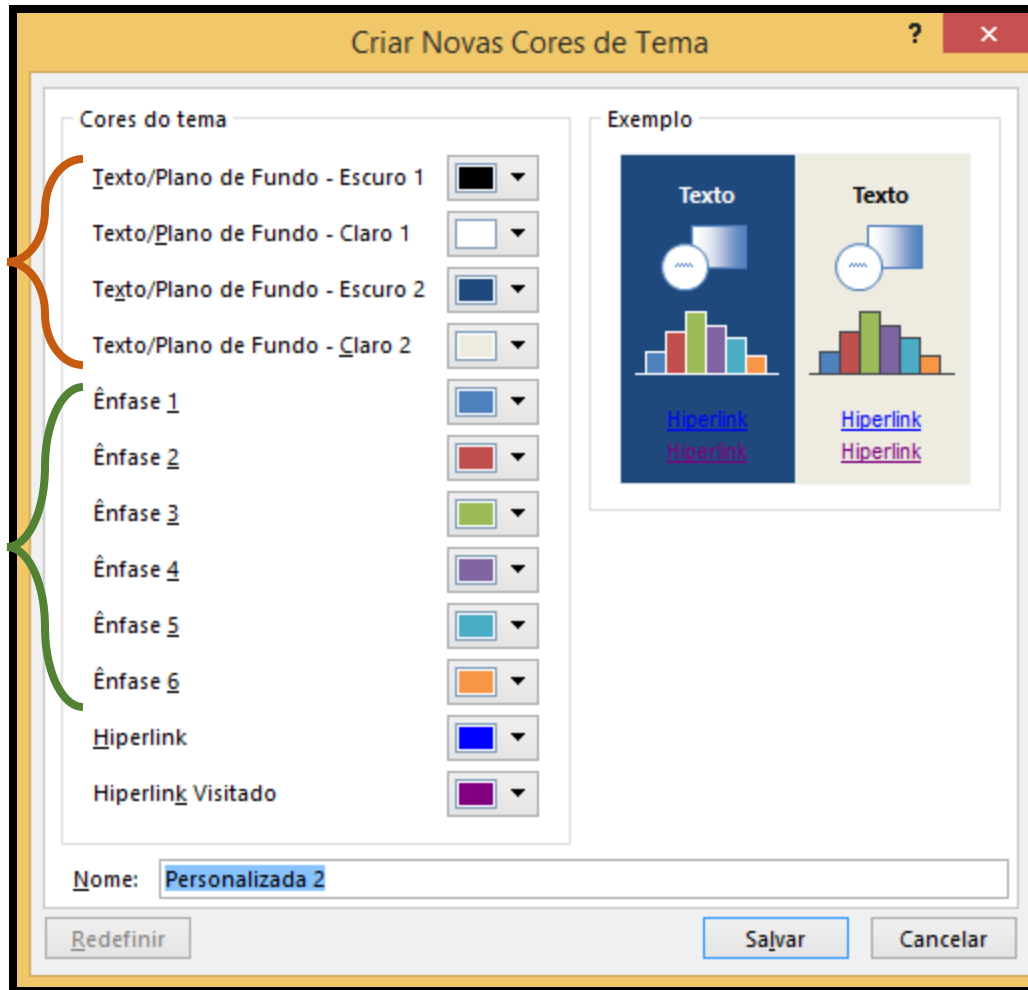 Criar Novas Cores de Tema
?
Cores do tema
Texto/Plano de Fundo - Escuro 1
Texto/Plano de Fundo - Claro 1
Texto/Plano de Fundo - Escuro 2
Texto/Plano de Fundo - Claro 2
Ênfase 1
Ênfase 2
Ênfase 3
Ênfase 4
Ênfase 5
Ênfase 6
Hiperlink
Hiperlink Visitado
Exemplo
Texto
Texto
Hiperlink
Hiperlink
Hiperlink
Hiperlink
Nome: Personalizada 2
Redefinir
Salvar
Cancelar